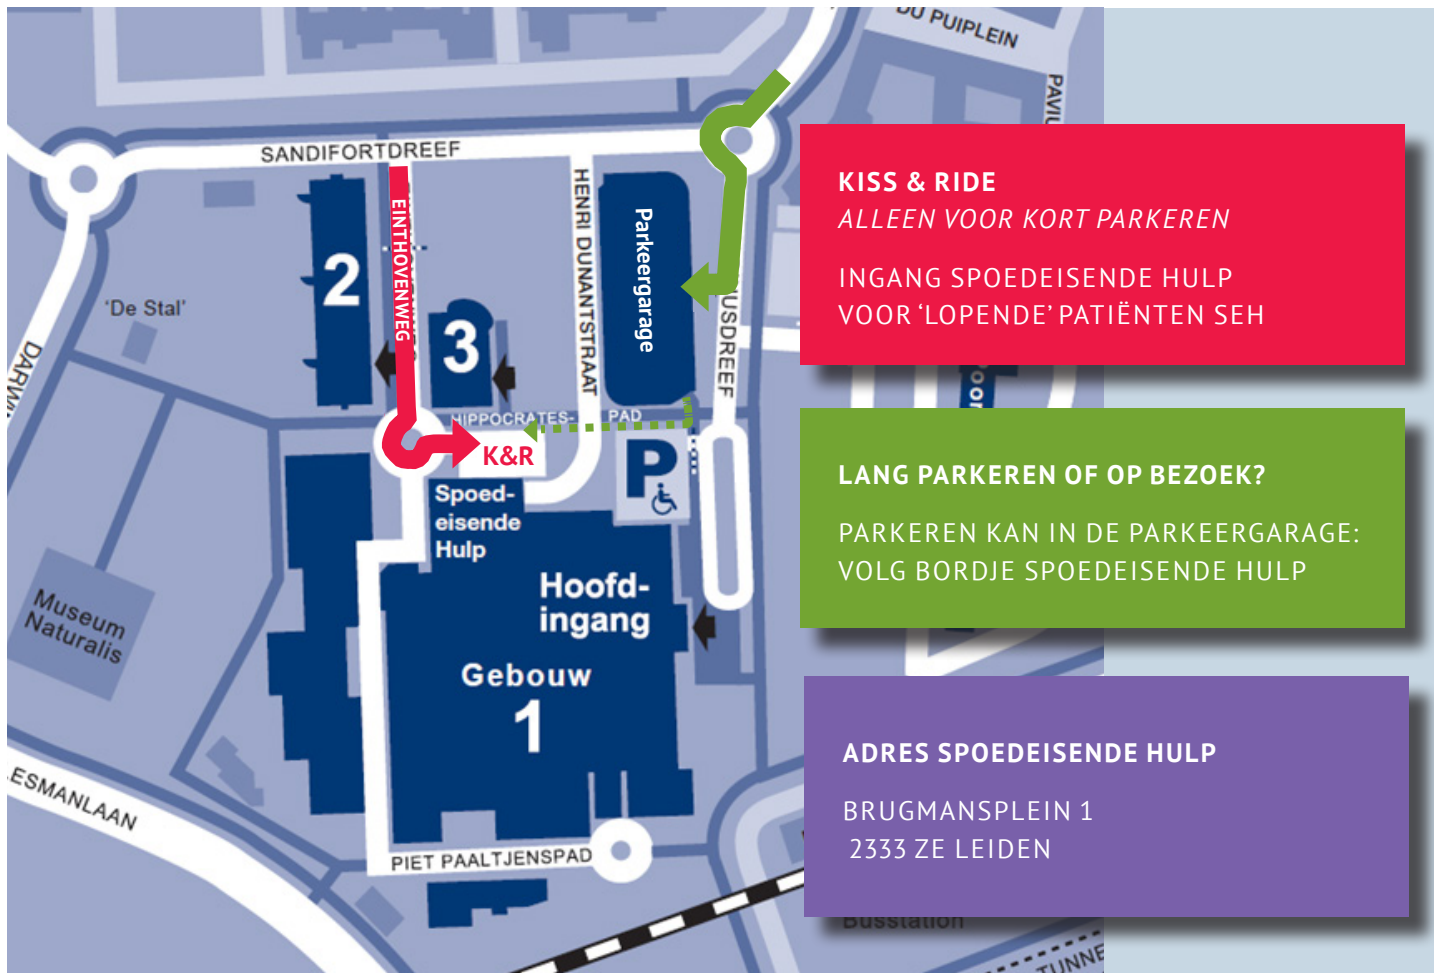 DU PUIPLEIN
SANDIFORTDREEF
EINTHOVENWEG
HENRI DUNANTSTRAAT
Parkeergarage
2
3
'De Stal'
HIPPOCRATES-
PAD
K&R
P
Spoed-
eisende
Hulp
Hoofd-
ingang
Gebouw
1
Museum
Naturalis
PIET PAALTJENSPAD
KISS & RIDE
ALLEEN VOOR KORT PARKEREN
INGANG SPOEDEISENDE HULP
VOOR ‘LOPENDE’ PATIËNTEN SEH
LANG PARKEREN OF OP BEZOEK?
PARKEREN KAN IN DE PARKEERGARAGE:
VOLG BORDJE SPOEDEISENDE HULP
ADRES SPOEDEISENDE HULP
BRUGMANSPLEIN 1
2333 ZE LEIDEN
Busstation